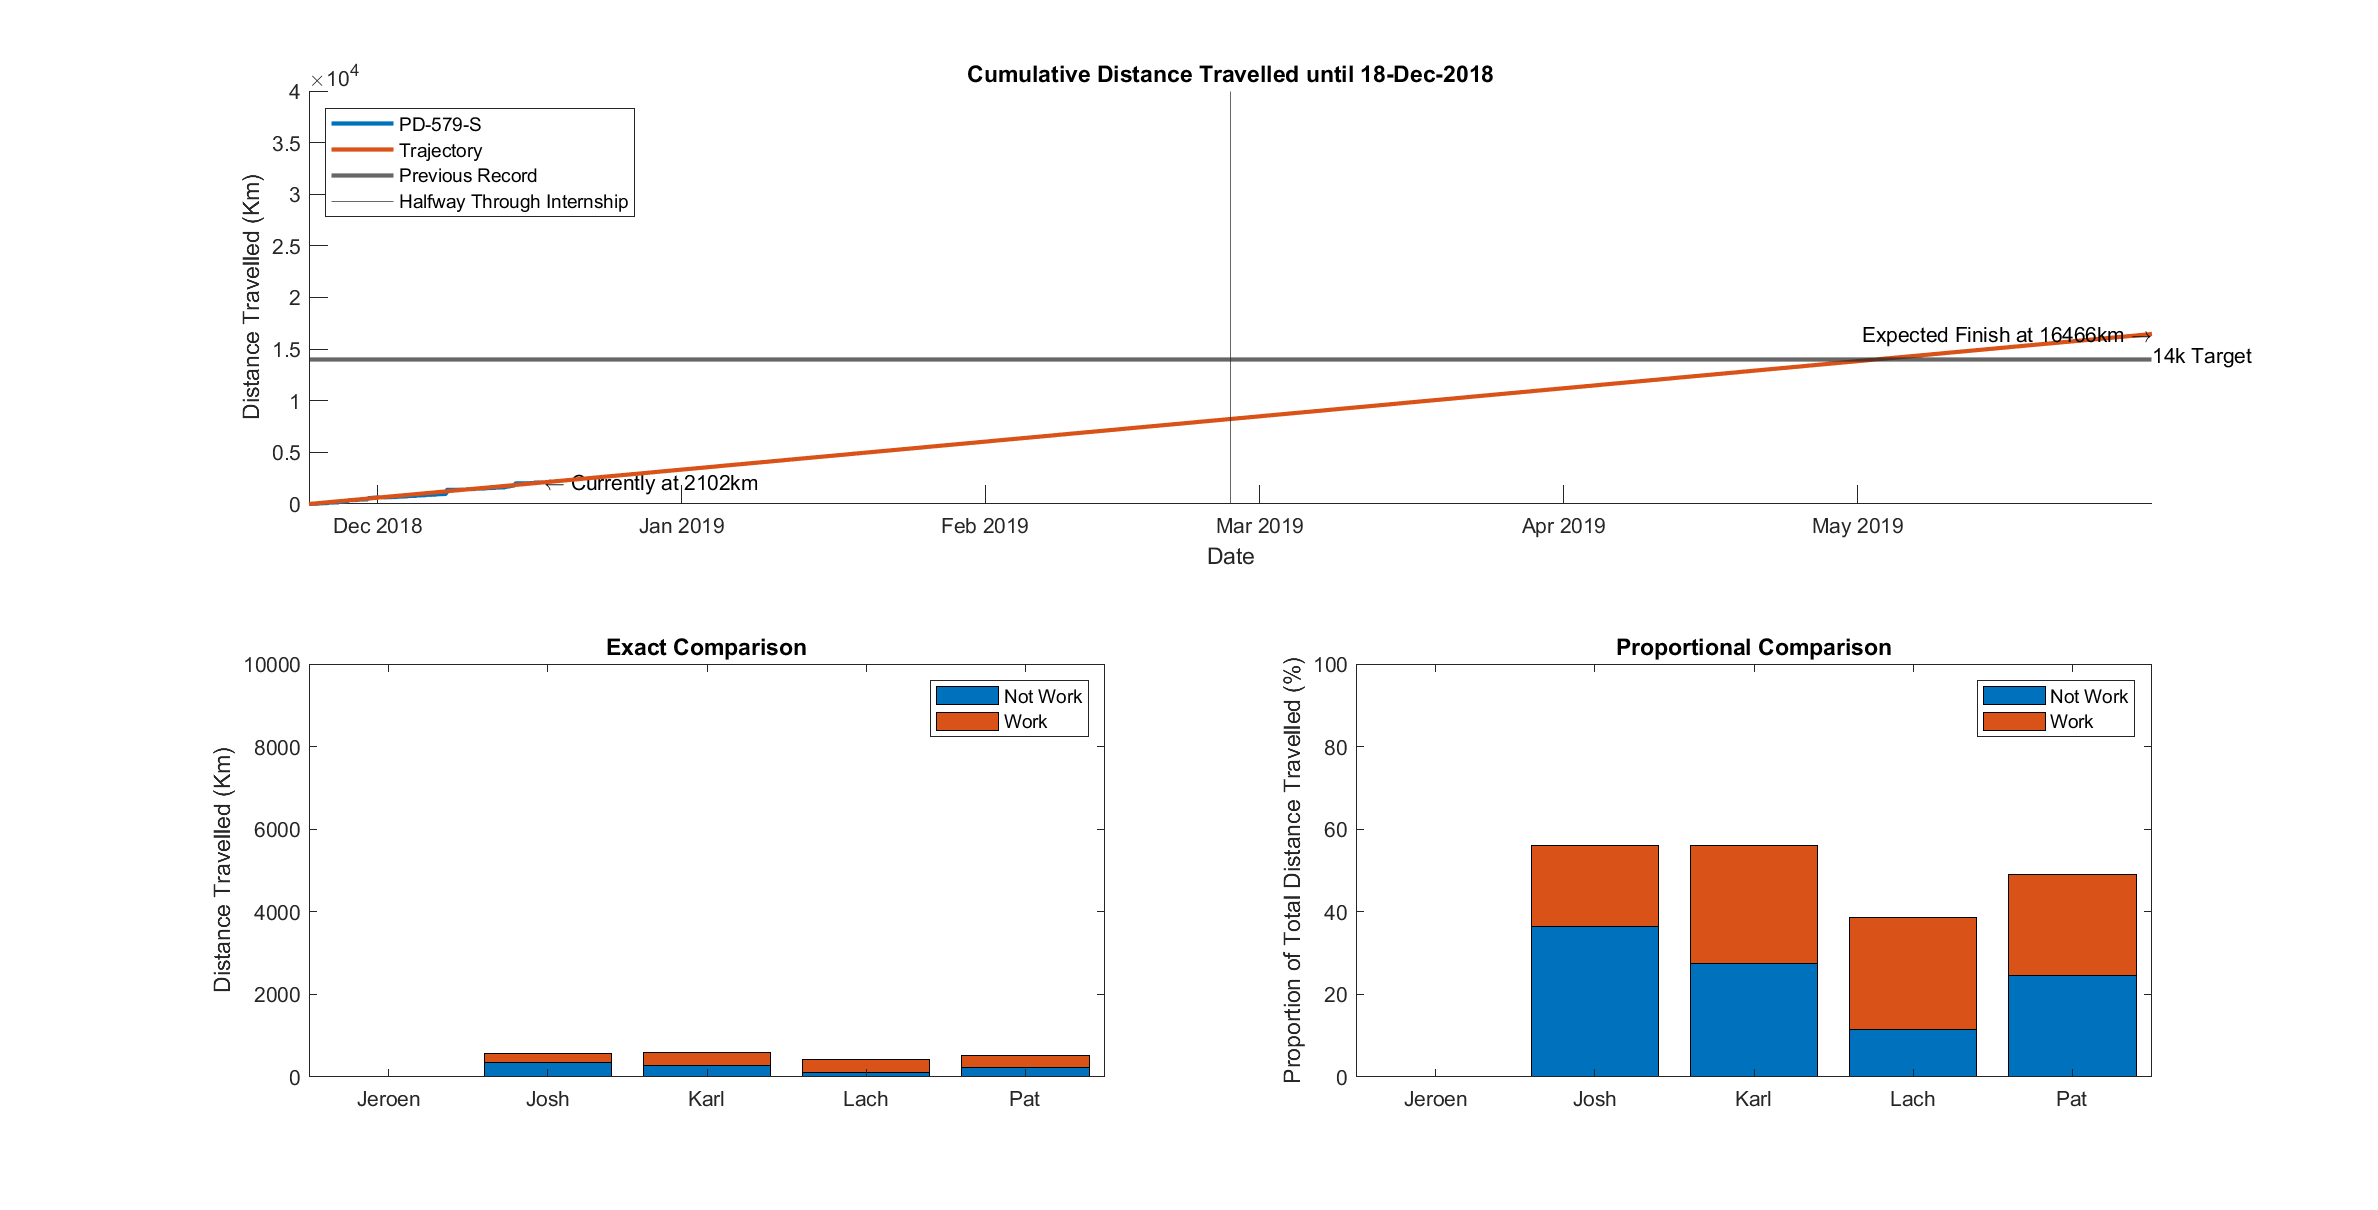 Cumulative Distance Travelled until 18-Dec-2018
×10^4
4
3.5
3
2.5
2
1.5
1
0.5
0
Distance Travelled (Km)
PD-579-S
Trajectory
Previous Record
Halfway Through Internship
Expected Finish at 16466km →
14k Target
← Currently at 2102km
Dec 2018
Jan 2019
Feb 2019
Mar 2019
Apr 2019
May 2019
Date
Exact Comparison
10000
8000
6000
4000
2000
0
Distance Travelled (Km)
Not Work
Work
Jeroen
Josh
Karl
Lach
Pat
Proportional Comparison
100
80
60
40
20
0
Proportion of Total Distance Travelled (%)
Not Work
Work
Jeroen
Josh
Karl
Lach
Pat